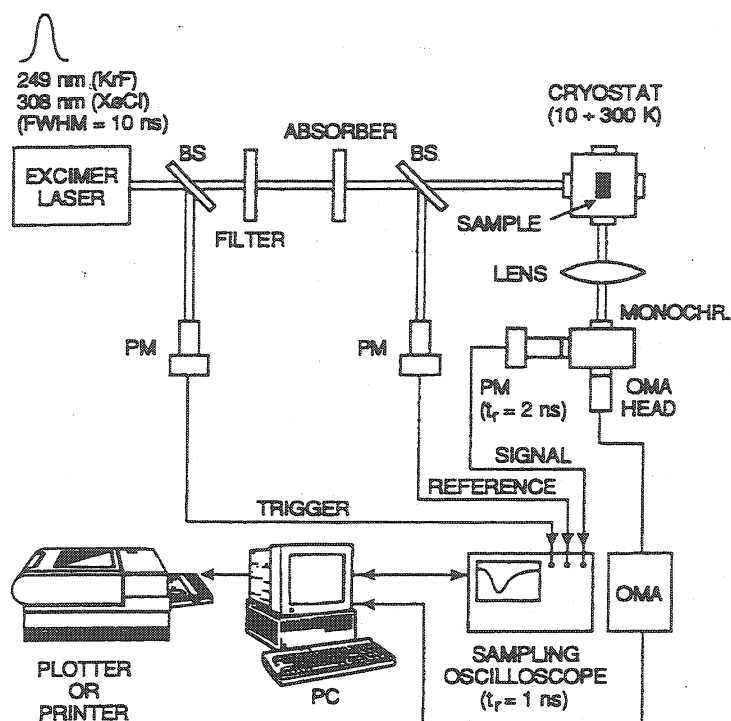 249 nm (KrF)
308 nm (XeCl)
(FWHM = 10 ns)
CRYOSTAT
(10 ÷ 300 K)
ABSORBER
BS
BS
EXCIMER
LASER
FILTER
SAMPLE
LENS
MONOCHR.
PM
PM
PM
(tᵣ = 2 ns)
OMA
HEAD
SIGNAL
REFERENCE
TRIGGER
OMA
PLOTTER
OR
PRINTER
PC
SAMPLING
OSCILLOSCOPE
(tᵣ = 1 ns)